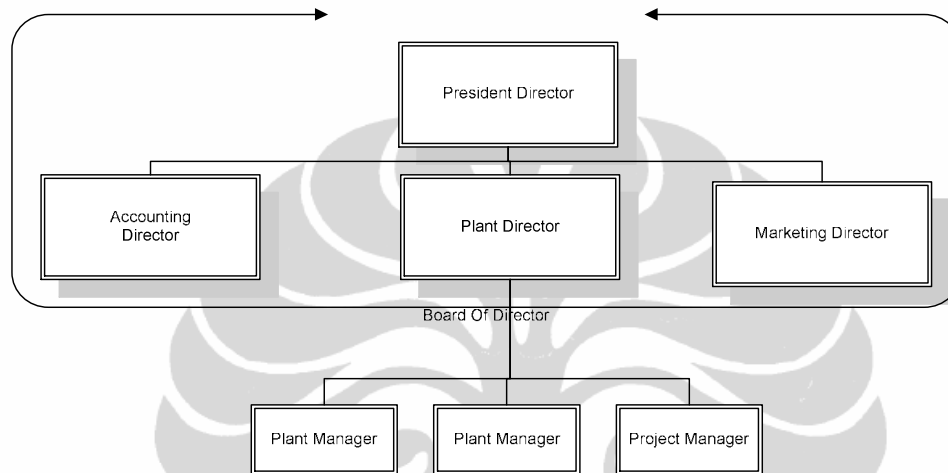 President Director
Accounting
Director
Plant Director
Marketing Director
Board Of Director
Plant Manager
Plant Manager
Project Manager